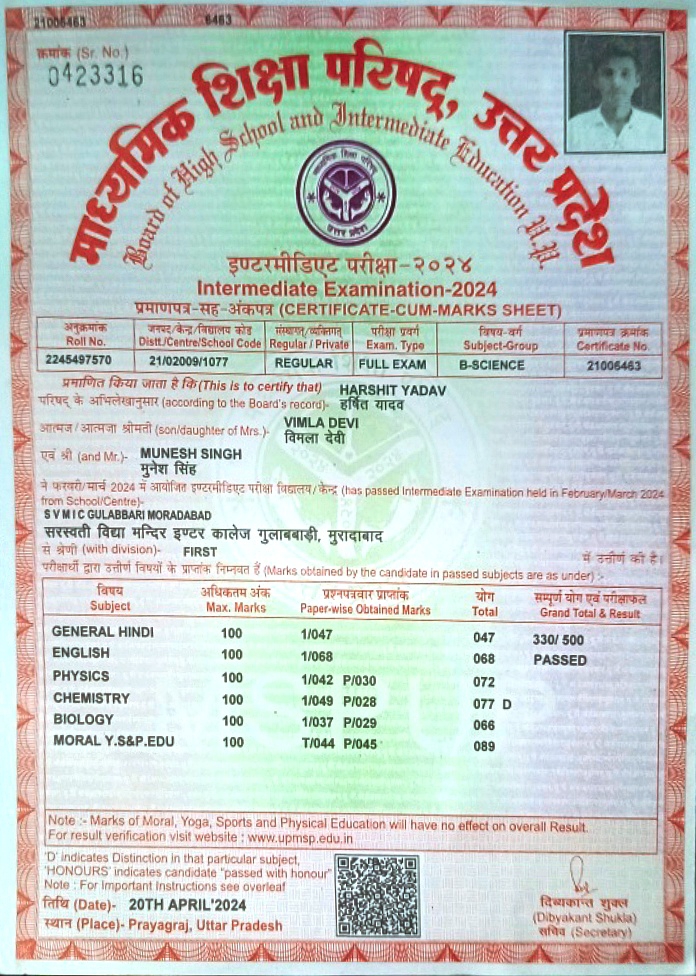 21006463 6463
क्रमांक (Sr. No.)
0423316
माध्यमिक शिक्षा परिषद्, उत्तर प्रदेश
Board of High School and Intermediate Education U.P.
माध्यमिक शिक्षा परिषद्
उत्तर प्रदेश
इण्टरमीडिएट परीक्षा-२०२४
Intermediate Examination-2024
प्रमाणपत्र-सह-अंकपत्र (CERTIFICATE-CUM-MARKS SHEET)
अनुक्रमांक जनपद/केन्द्र/विद्यालय कोड संस्थागत/व्यक्तिगत परीक्षा प्रवर्ग विषय-वर्ग प्रमाणपत्र क्रमांक
Roll No. Distt./Centre/School Code Regular / Private Exam. Type Subject-Group Certificate No.
2245497570 21/02009/1077 REGULAR FULL EXAM B-SCIENCE 21006463
प्रमाणित किया जाता है कि(This is to certify that) HARSHIT YADAV
परिषद् के अभिलेखानुसार (according to the Board's record)- हर्षित यादव
आत्मज/आत्मजा श्रीमती (son/daughter of Mrs.)- VIMLA DEVI
विमला देवी
एवं श्री (and Mr.)- MUNESH SINGH
मुनेश सिंह
ने फरवरी/मार्च 2024 में आयोजित इण्टरमीडिएट परीक्षा विद्यालय/केन्द्र (has passed Intermediate Examination held in February/March 2024
from School/Centre)-
S V M I C GULABBARI MORADABAD
सरस्वती विद्या मन्दिर इण्टर कालेज गुलाबबाड़ी, मुरादाबाद
से श्रेणी (with division)- FIRST में उत्तीर्ण की है।
परीक्षार्थी द्वारा उत्तीर्ण विषयों के प्राप्तांक निम्नवत हैं (Marks obtained by the candidate in passed subjects are as under) :-
विषय अधिकतम अंक प्रश्नपत्रवार प्राप्तांक योग सम्पूर्ण योग एवं परीक्षाफल
Subject Max. Marks Paper-wise Obtained Marks Total Grand Total & Result
GENERAL HINDI 100 1/047 047 330/ 500
ENGLISH 100 1/068 068 PASSED
PHYSICS 100 1/042 P/030 072
CHEMISTRY 100 1/049 P/028 077 D
BIOLOGY 100 1/037 P/029 066
MORAL Y.S&P.EDU 100 T/044 P/045 089
Note :- Marks of Moral, Yoga, Sports and Physical Education will have no effect on overall Result.
For result verification visit website : www.upmsp.edu.in
'D' indicates Distinction in that particular subject,
'HONOURS' indicates candidate "passed with honour"
Note : For Important Instructions see overleaf
तिथि (Date)- 20TH APRIL'2024
स्थान (Place)- Prayagraj, Uttar Pradesh
दिव्यकान्त शुक्ल
(Dibyakant Shukla)
सचिव (Secretary)